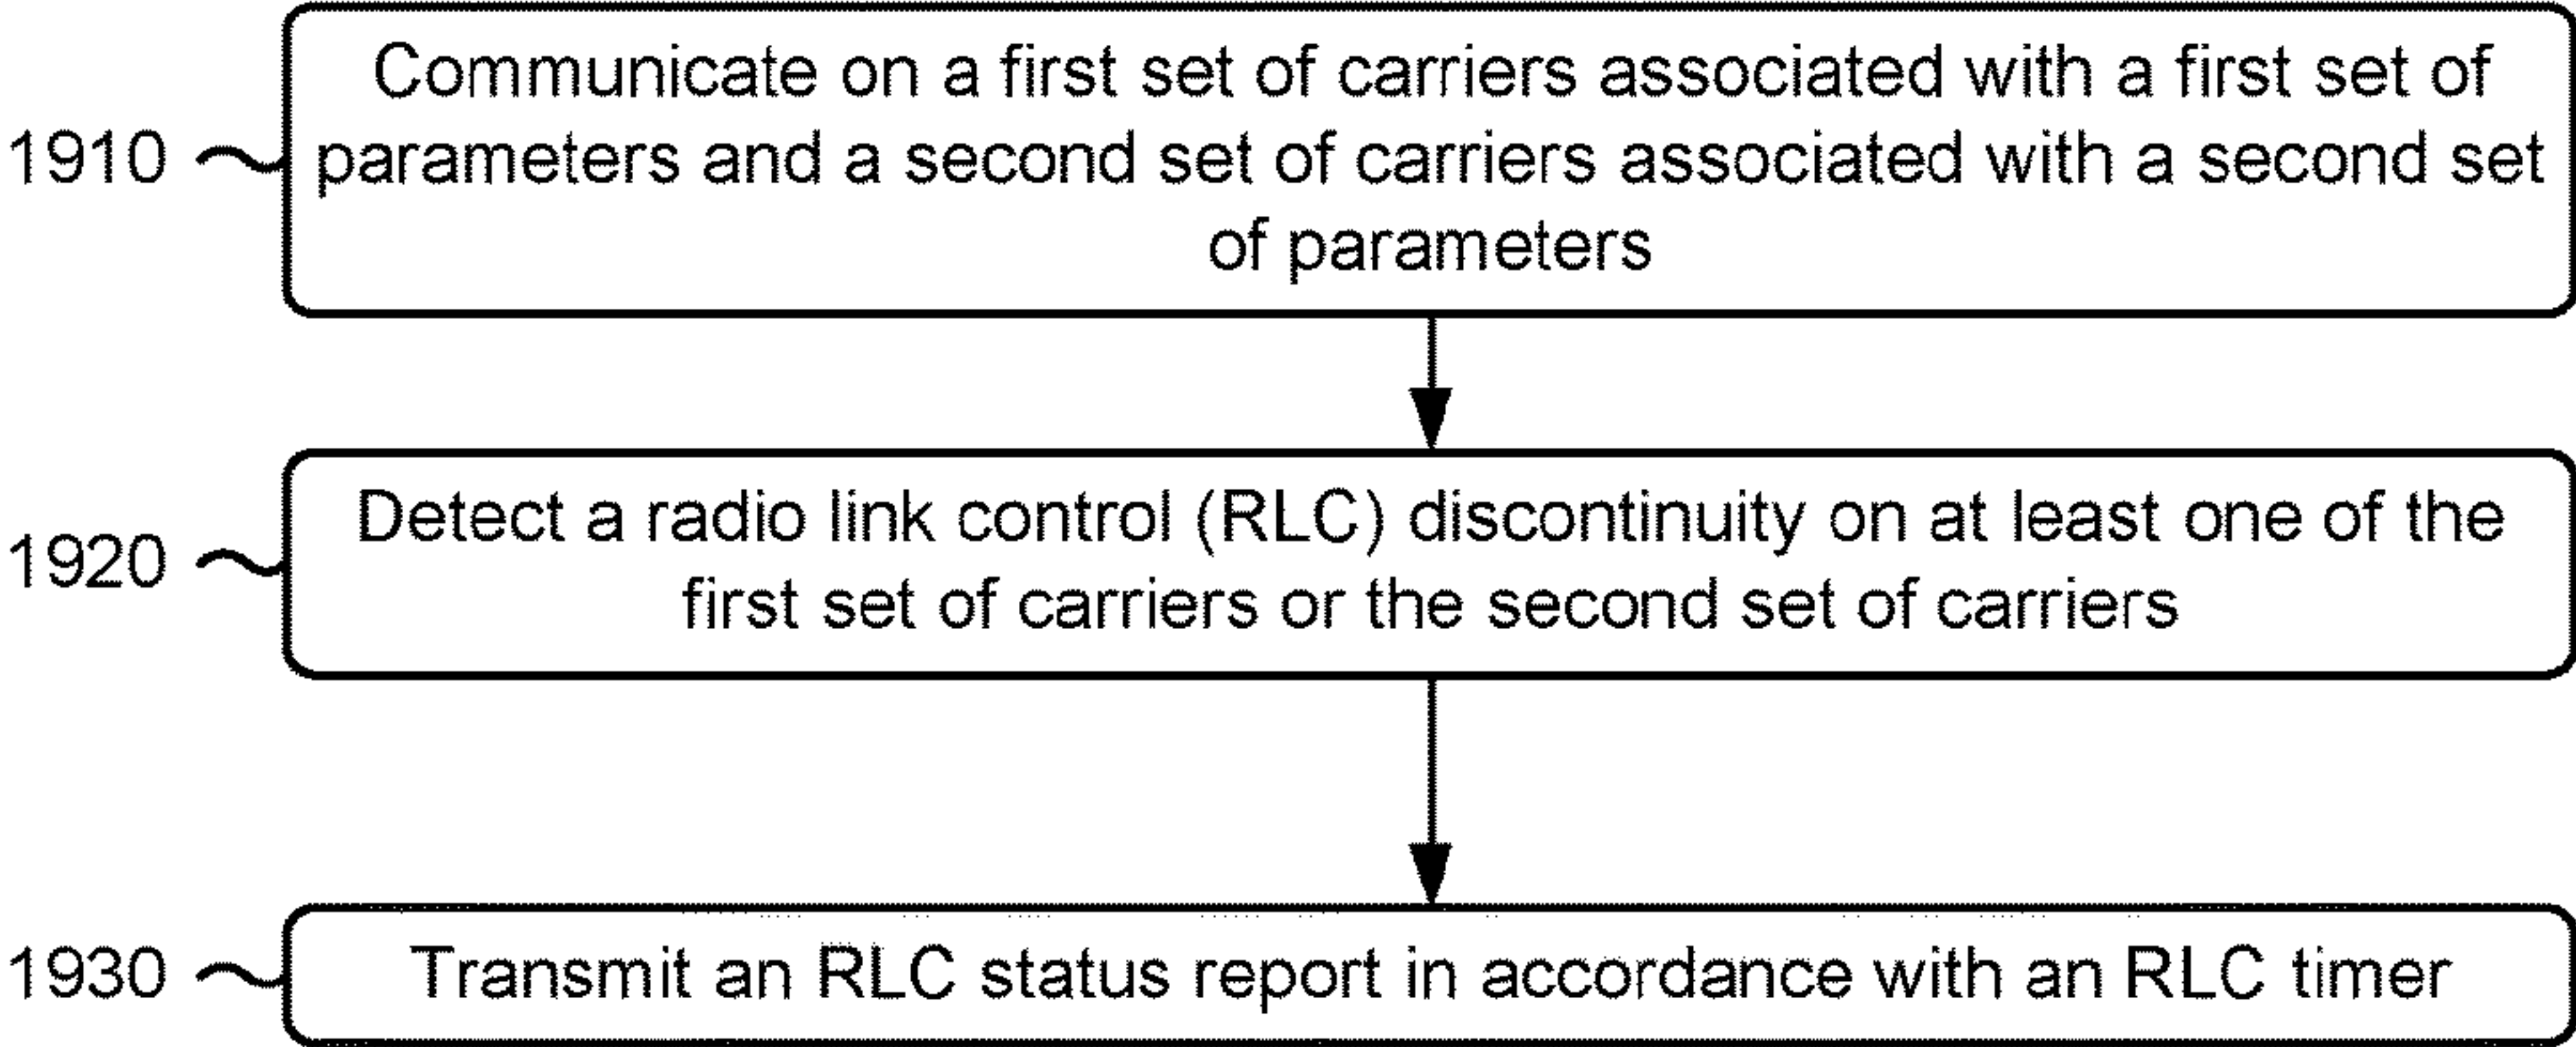 Communicate on a first set of carriers associated with a first set of
1910 parameters and a second set of carriers associated with a second set
of parameters
Detect a radio link control (RLC) discontinuity on at least one of the
1920
first set of carriers or the second set of carriers
1930 Transmit an RLC status report in accordance with an RLC timer